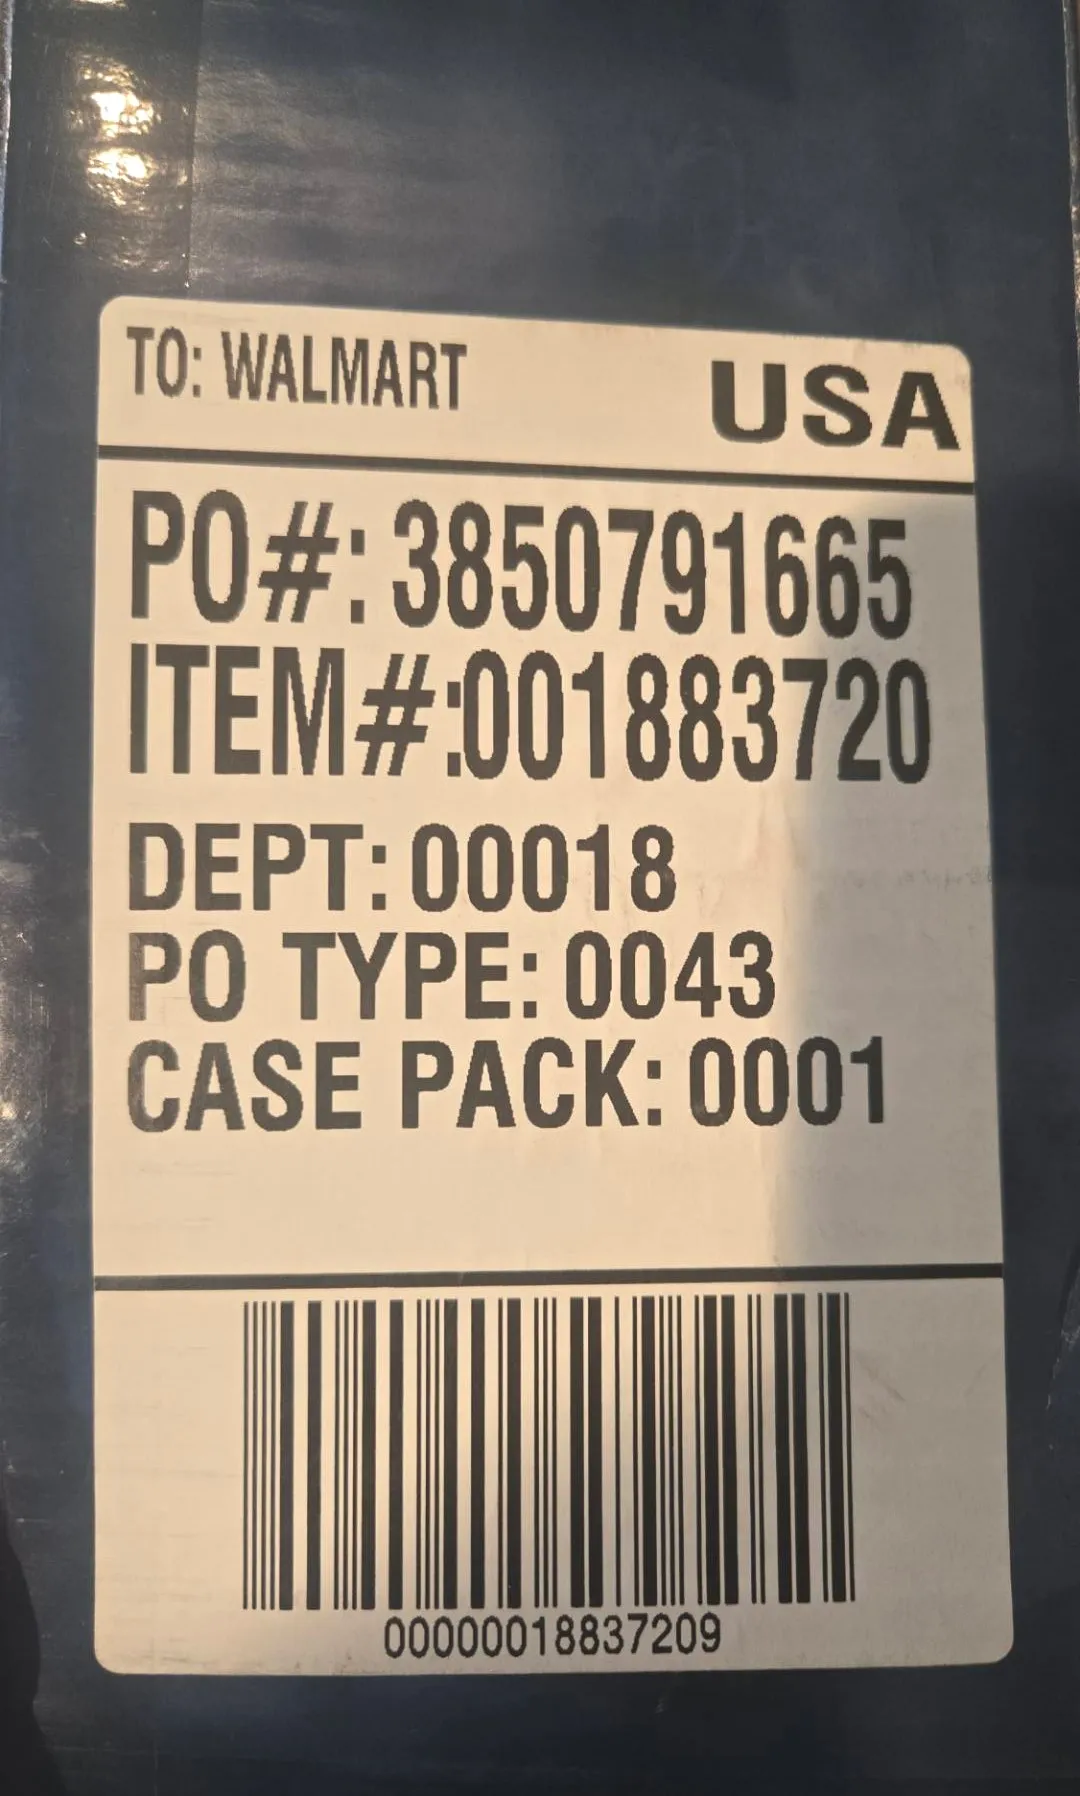 TO: WALMART USA
PO#: 3850791665
ITEM#:001883720
DEPT: 00018
PO TYPE: 0043
CASE PACK: 0001
00000018837209